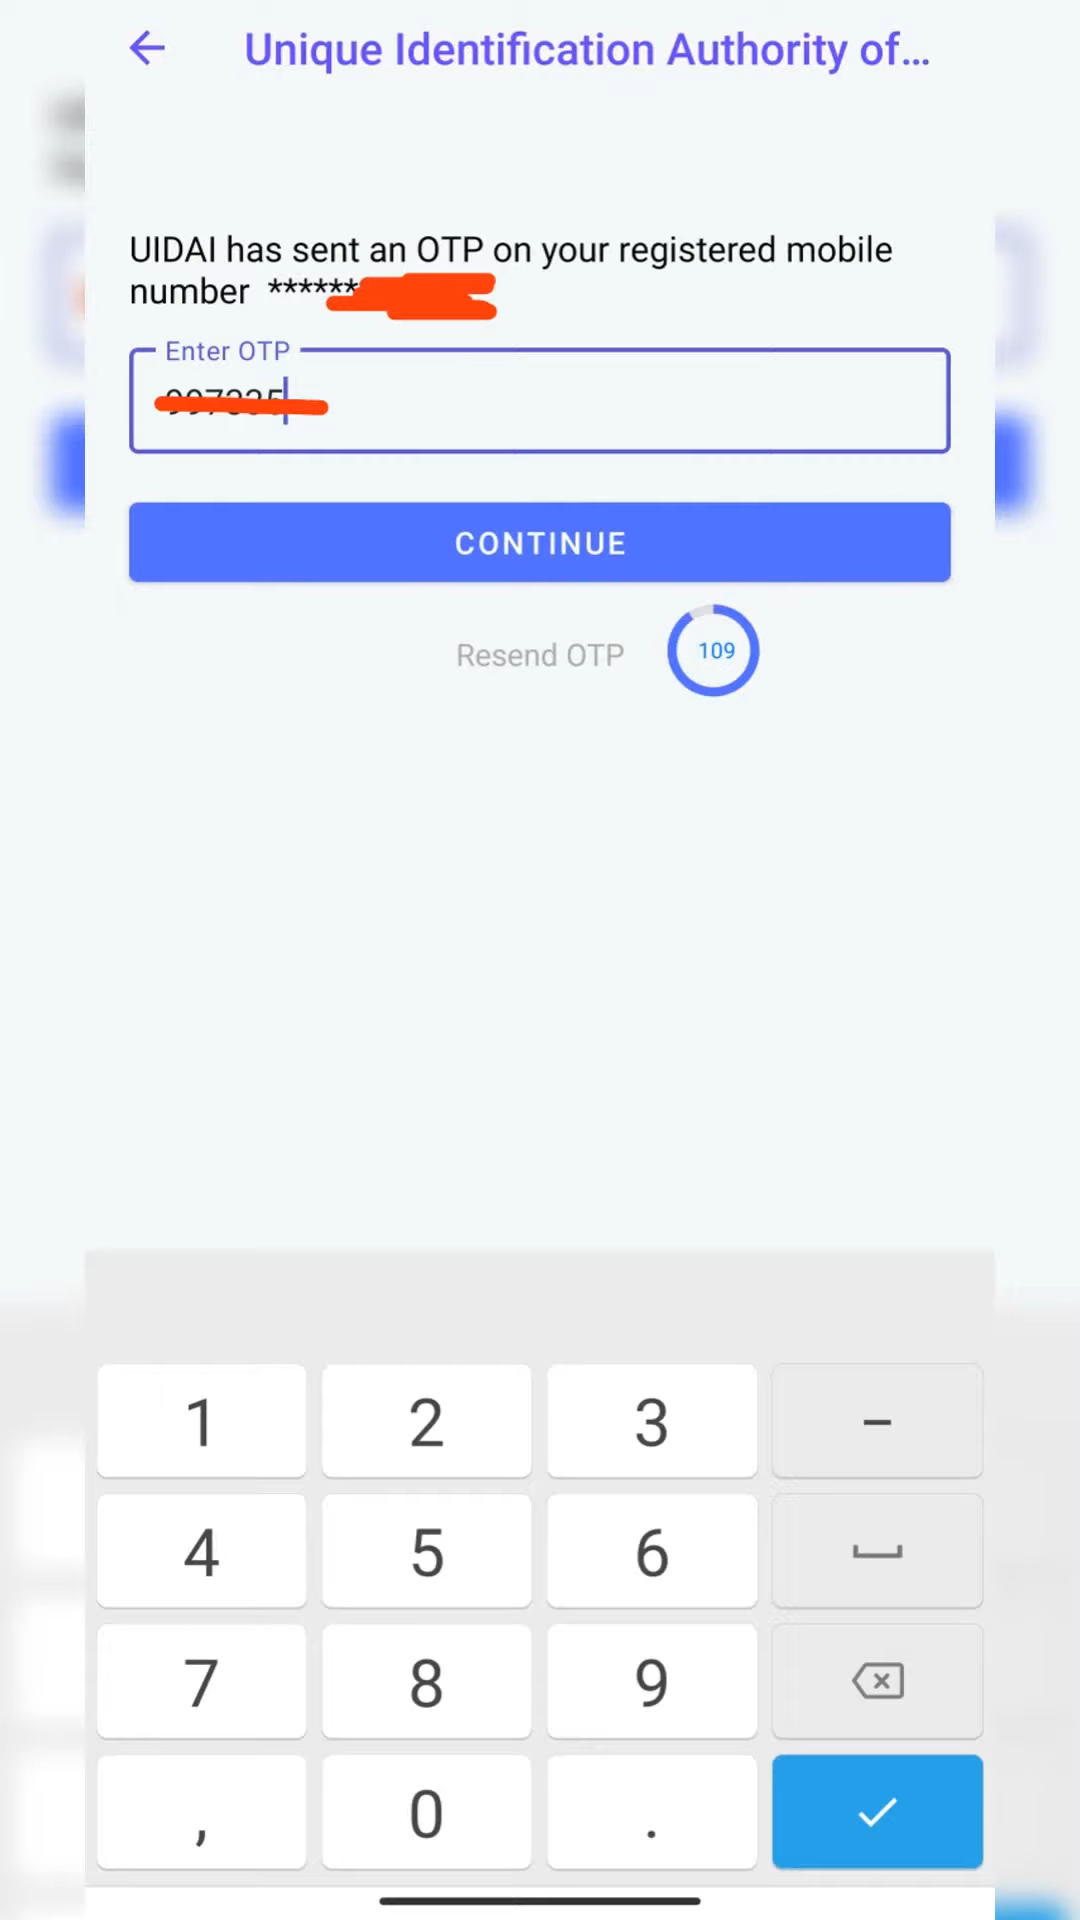 Unique Identification Authority of...
UIDAI has sent an OTP on your registered mobile
number ******
Enter OTP
CONTINUE
Resend OTP 109
1 2 3 –
4 5 6
7 8 9
, 0 .